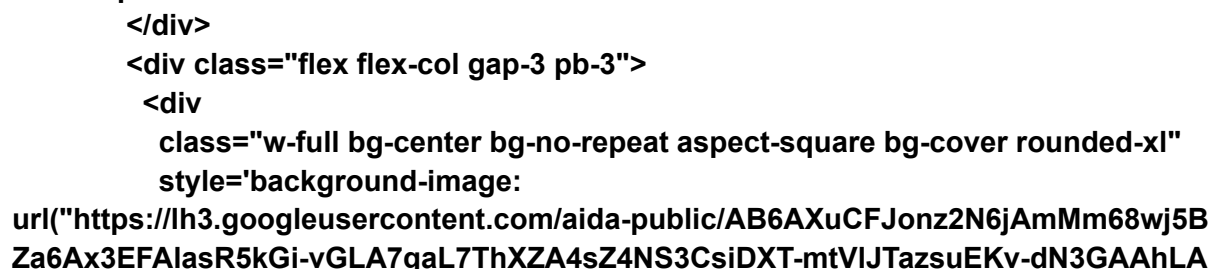 </div>
<div class="flex flex-col gap-3 pb-3">
<div
class="w-full bg-center bg-no-repeat aspect-square bg-cover rounded-xl"
style='background-image:
url("https://lh3.googleusercontent.com/aida-public/AB6AXuCFJonz2N6jAmMm68wj5B
Za6Ax3EFAlasR5kGi-vGLA7gaL7ThXZA4sZ4NS3CsiDXT-mtVlJTazsuEKv-dN3GAAhLA